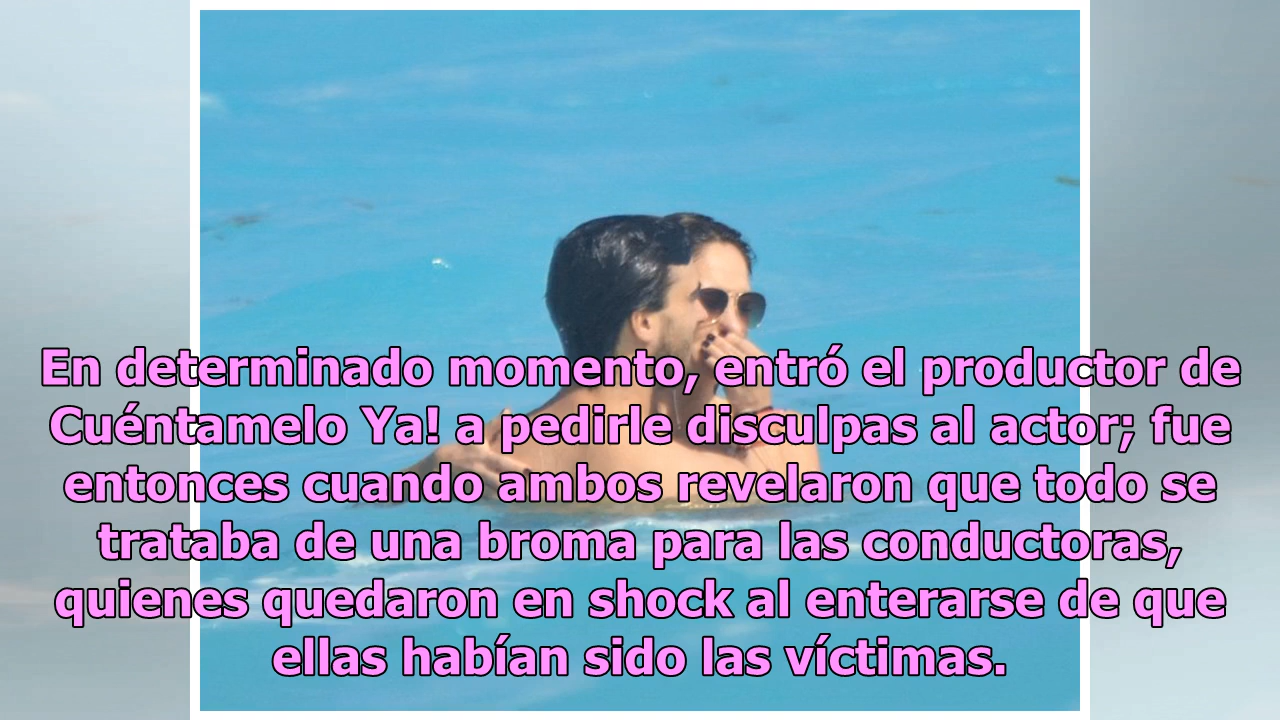 En determinado momento, entró el productor de
Cuéntamelo Ya! a pedirle disculpas al actor; fue
entonces cuando ambos revelaron que todo se
trataba de una broma para las conductoras,
quienes quedaron en shock al enterarse de que
ellas habían sido las víctimas.